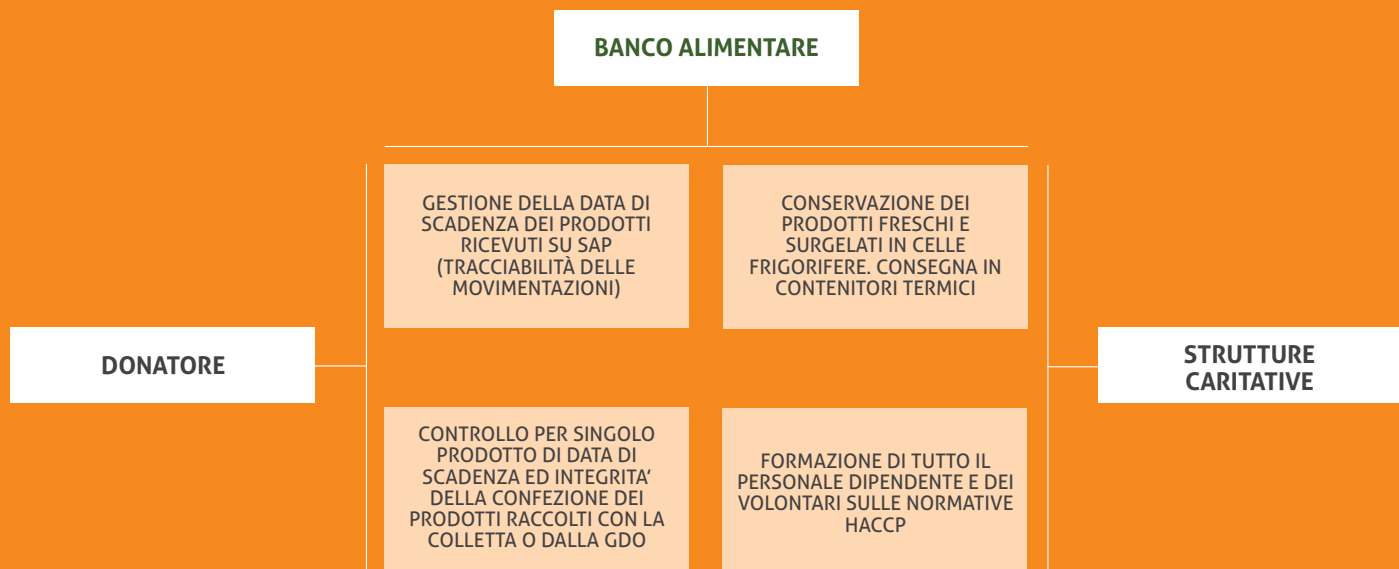 BANCO ALIMENTARE
GESTIONE DELLA DATA DI
SCADENZA DEI PRODOTTI
RICEVUTI SU SAP
(TRACCIABILITÀ DELLE
MOVIMENTAZIONI)
CONSERVAZIONE DEI
PRODOTTI FRESCHI E
SURGELATI IN CELLE
FRIGORIFERE. CONSEGNA IN
CONTENITORI TERMICI
DONATORE
STRUTTURE
CARITATIVE
CONTROLLO PER SINGOLO
PRODOTTO DI DATA DI
SCADENZA ED INTEGRITA'
DELLA CONFEZIONE DEI
PRODOTTI RACCOLTI CON LA
COLLETTA O DALLA GDO
FORMAZIONE DI TUTTO IL
PERSONALE DIPENDENTE E DEI
VOLONTARI SULLE NORMATIVE
HACCP